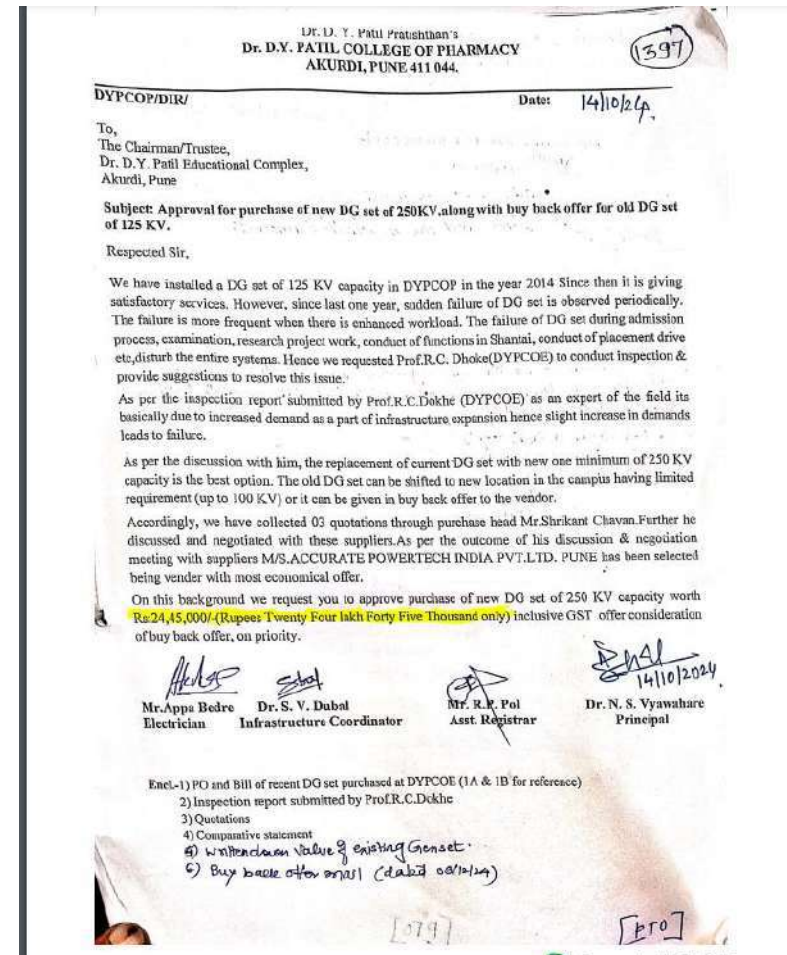 Dr. D. Y. Patil Pratishthan's
Dr. D.Y. PATIL COLLEGE OF PHARMACY
AKURDI, PUNE 411 044.
1397
DYPCOP/DIR/
Date: 14/10/24
To,
The Chairman/Trustee,
Dr. D.Y. Patil Educational Complex,
Akurdi, Pune
Subject: Approval for purchase of new DG set of 250KV.along with buy back offer for old DG set
of 125 KV.
Respected Sir,
We have installed a DG set of 125 KV capacity in DYPCOP in the year 2014 Since then it is giving
satisfactory services. However, since last one year, sudden failure of DG set is observed periodically.
The failure is more frequent when there is enhanced workload. The failure of DG set during admission
process, examination, research project work, conduct of functions in Shantai, conduct of placement drive
etc,disturb the entire systems. Hence we requested Prof.R.C. Dhoke(DYPCOE) to conduct inspection &
provide suggestions to resolve this issue.
As per the inspection report submitted by Prof.R.C.Dokhe (DYPCOE) as an expert of the field its
basically due to increased demand as a part of infrastructure expansion hence slight increase in demands
leads to failure.
As per the discussion with him, the replacement of current DG set with new one minimum of 250 KV
capacity is the best option. The old DG set can be shifted to new location in the campus having limited
requirement (up to 100 KV) or it can be given in buy back offer to the vendor.
Accordingly, we have collected 03 quotations through purchase head Mr.Shrikant Chavan.Further he
discussed and negotiated with these suppliers.As per the outcome of his discussion & negotiation
meeting with suppliers M/S.ACCURATE POWERTECH INDIA PVT.LTD. PUNE has been selected
being vender with most economical offer.
On this background we request you to approve purchase of new DG set of 250 KV capacity worth
Rs:24,45,000/-(Rupees Twenty Four lakh Forty Five Thousand only) inclusive GST offer consideration
of buy back offer, on priority.
14/10/2024
Mr.Appa Bedre Dr. S. V. Dubal Mr. R.P. Pol Dr. N. S. Vyawahare
Electrician Infrastructure Coordinator Asst. Registrar Principal
Encl.-1) PO and Bill of recent DG set purchased at DYPCOE (1A & 1B for reference)
2) Inspection report submitted by Prof.R.C.Dokhe
3) Quotations
4) Comparative statement
5) Writtendown Value of existing Genset.
6) Buy back offer mail (dated 08/12/24)
[079]
[PTO]